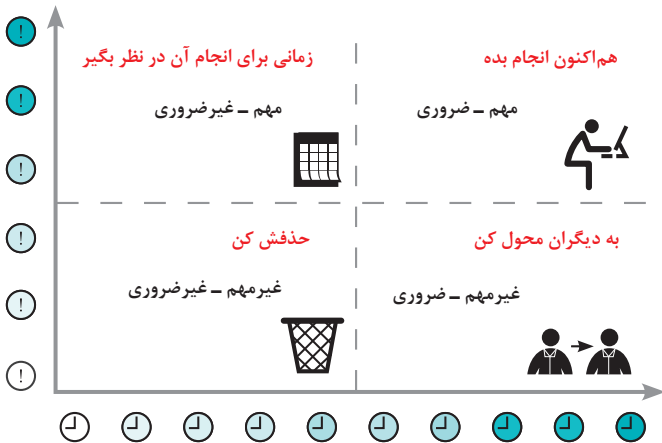 هم‌اکنون انجام بده
مهم ـ ضروری
زمانی برای انجام آن در نظر بگیر
مهم ـ غیرضروری
به دیگران محول کن
غیرمهم ـ ضروری
حذفش کن
غیرمهم ـ غیرضروری
!
!
!
!
!
!